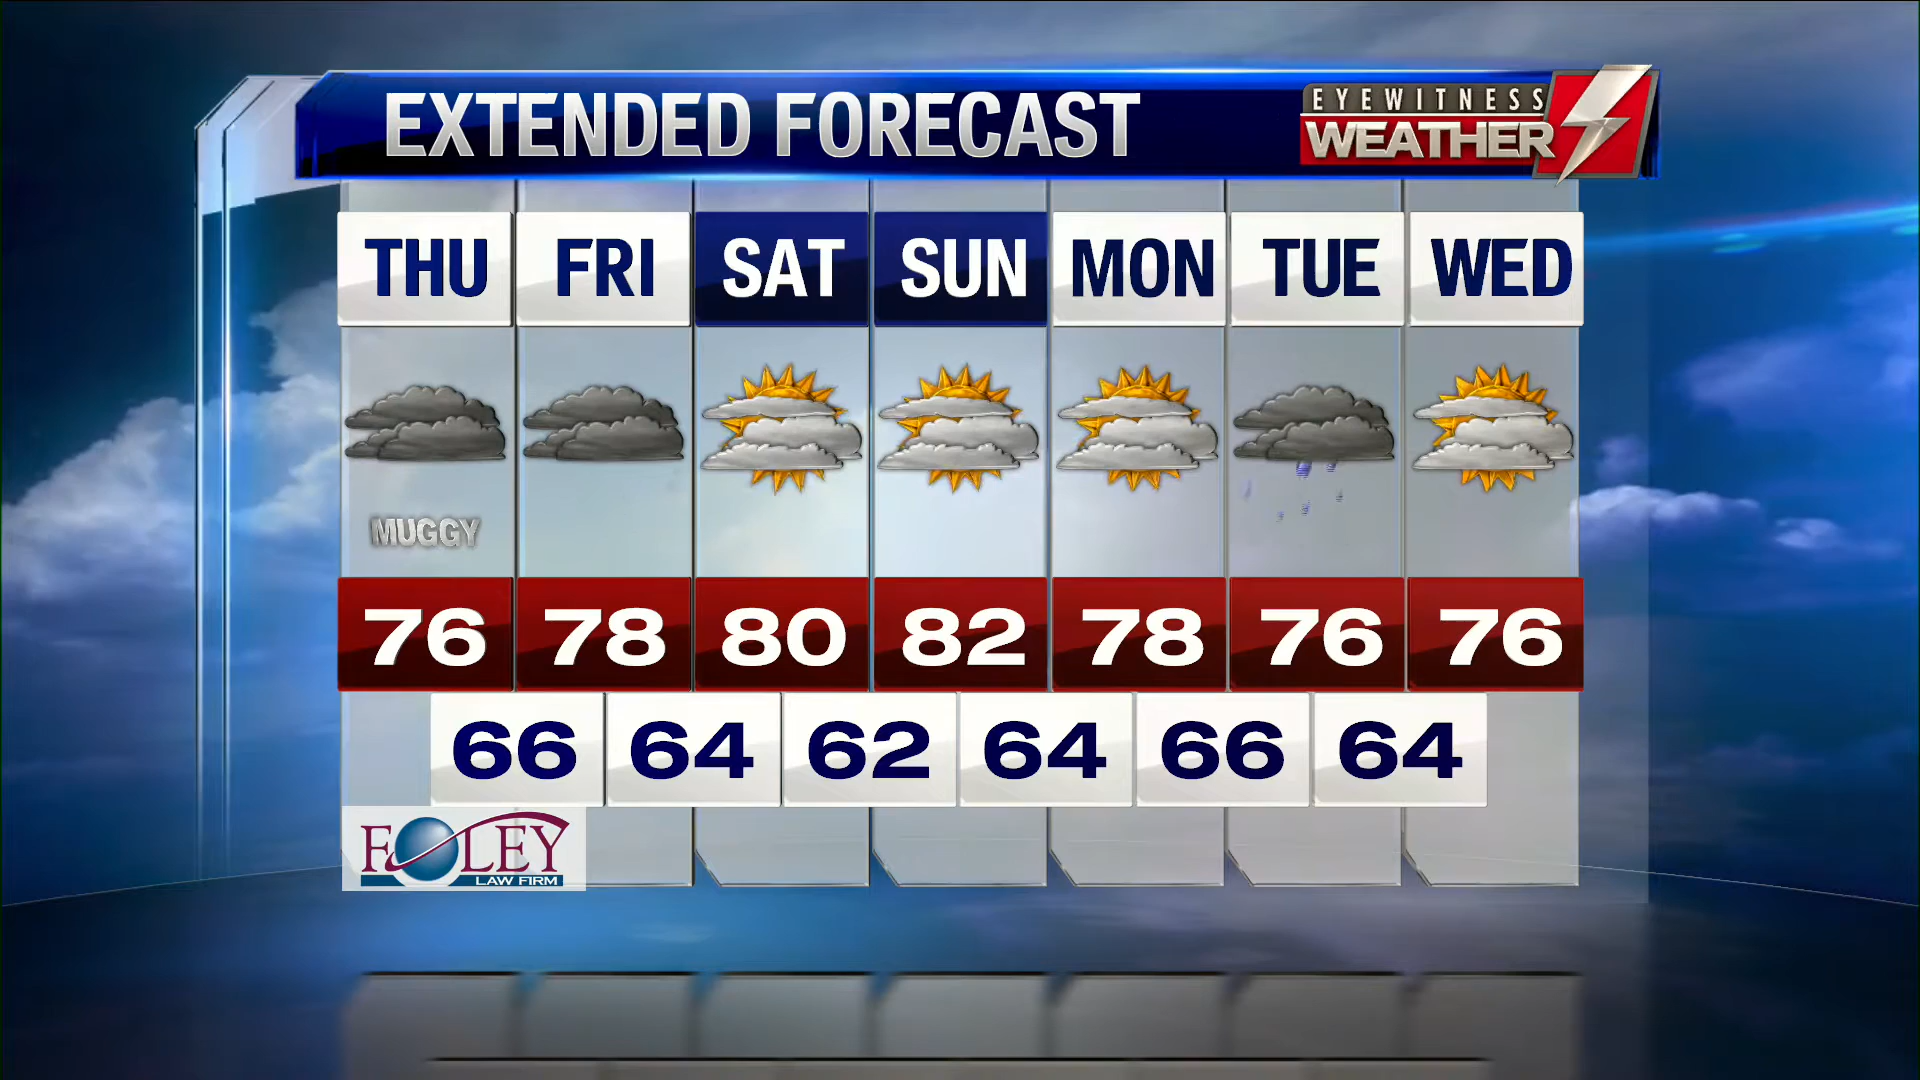 EXTENDED FORECAST
EYEWITNESS
WEATHER
THU FRI SAT SUN MON TUE WED
MUGGY
76 78 80 82 78 76 76
66 64 62 64 66 64
FOLEY
LAW FIRM